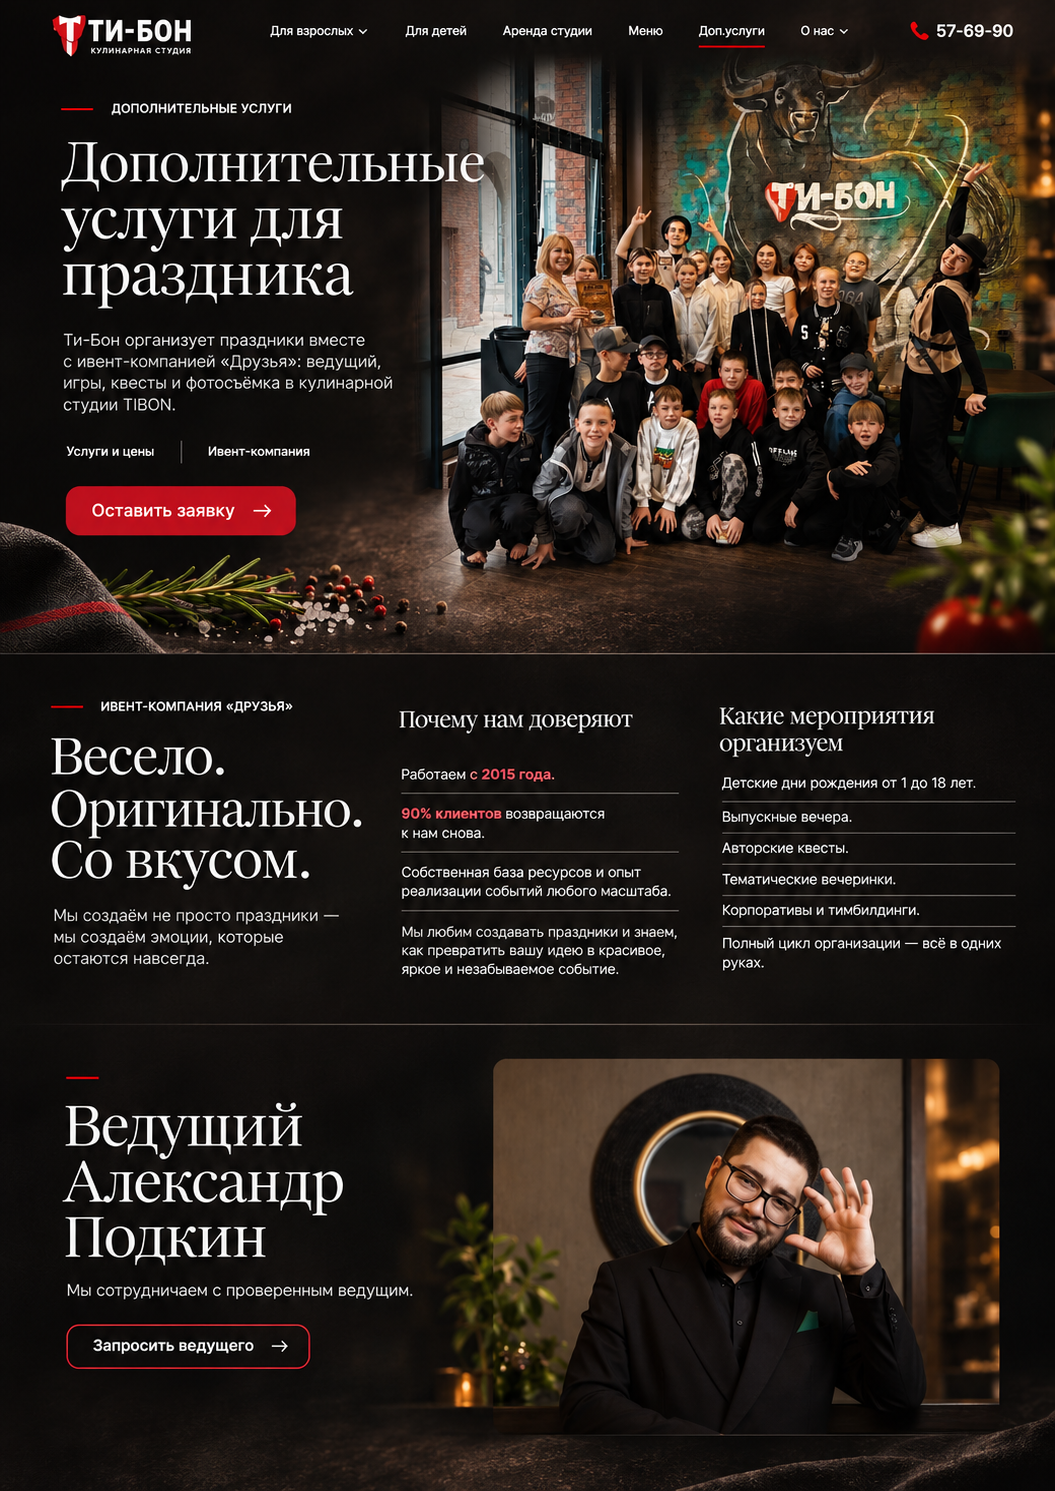 ТИ-БОН
КУЛИНАРНАЯ СТУДИЯ
Для взрослых
Для детей
Аренда студии
Меню
Доп.услуги
О нас
57-69-90
ДОПОЛНИТЕЛЬНЫЕ УСЛУГИ
Дополнительные
услуги для
праздника
Ти-Бон организует праздники вместе
с ивент-компанией «Друзья»: ведущий,
игры, квесты и фотосъёмка в кулинарной
студии TIBON.
Услуги и цены
Ивент-компания
Оставить заявку
ТИ-БОН
ИВЕНТ-КОМПАНИЯ «ДРУЗЬЯ»
Весело.
Оригинально.
Со вкусом.
Мы создаём не просто праздники —
мы создаём эмоции, которые
остаются навсегда.
Почему нам доверяют
Работаем с 2015 года.
90% клиентов возвращаются
к нам снова.
Собственная база ресурсов и опыт
реализации событий любого масштаба.
Мы любим создавать праздники и знаем,
как превратить вашу идею в красивое,
яркое и незабываемое событие.
Какие мероприятия
организуем
Детские дни рождения от 1 до 18 лет.
Выпускные вечера.
Авторские квесты.
Тематические вечеринки.
Корпоративы и тимбилдинги.
Полный цикл организации — всё в одних
руках.
Ведущий
Александр
Подкин
Мы сотрудничаем с проверенным ведущим.
Запросить ведущего